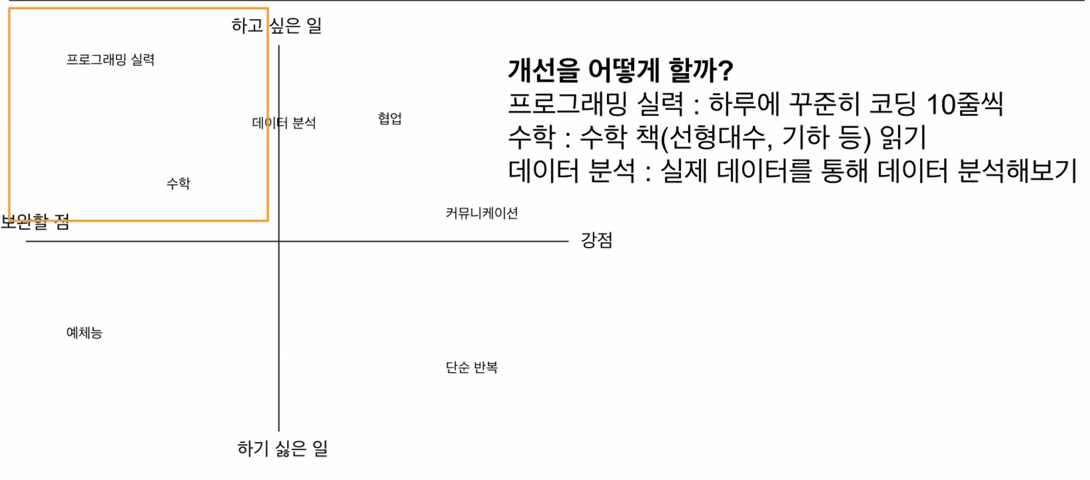 하고 싶은 일
프로그래밍 실력
데이터 분석
협업
수학
커뮤니케이션
보완할 점
강점
예체능
단순 반복
하기 싫은 일
개선을 어떻게 할까?
프로그래밍 실력 : 하루에 꾸준히 코딩 10줄씩
수학 : 수학 책(선형대수, 기하 등) 읽기
데이터 분석 : 실제 데이터를 통해 데이터 분석해보기